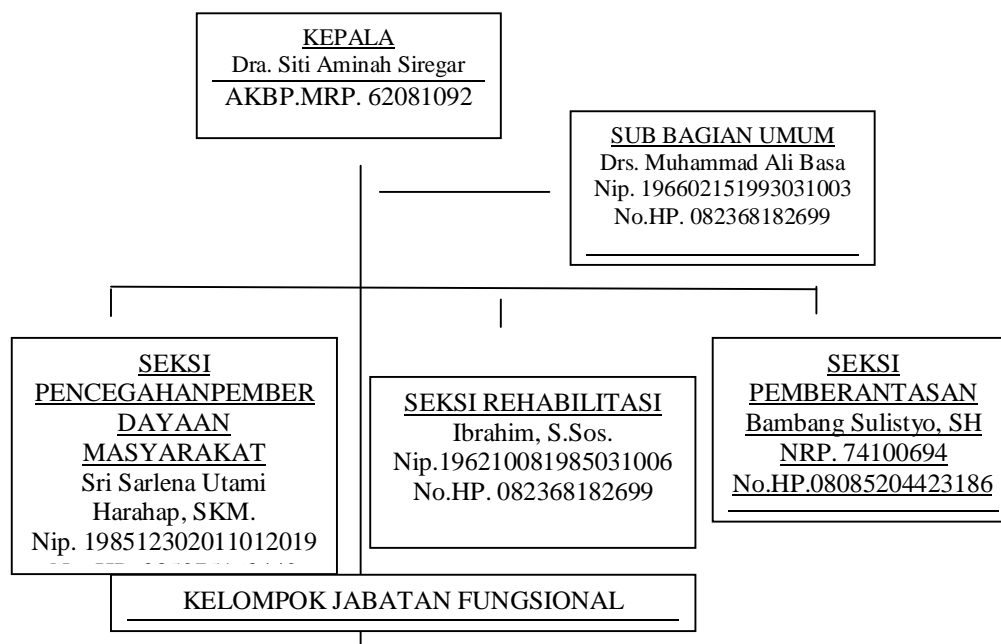 KEPALA
Dra. Siti Aminah Siregar
AKBP.MRP. 62081092
SUB BAGIAN UMUM
Drs. Muhammad Ali Basa
Nip. 196602151993031003
No.HP. 082368182699
SEKSI
PENCEGAHANPEMBER
DAYAAN
MASYARAKAT
Sri Sarlena Utami
Harahap, SKM.
Nip. 198512302011012019
SEKSI REHABILITASI
Ibrahim, S.Sos.
Nip.196210081985031006
No.HP. 082368182699
SEKSI
PEMBERANTASAN
Bambang Sulistyo, SH
NRP. 74100694
No.HP.08085204423186
KELOMPOK JABATAN FUNGSIONAL